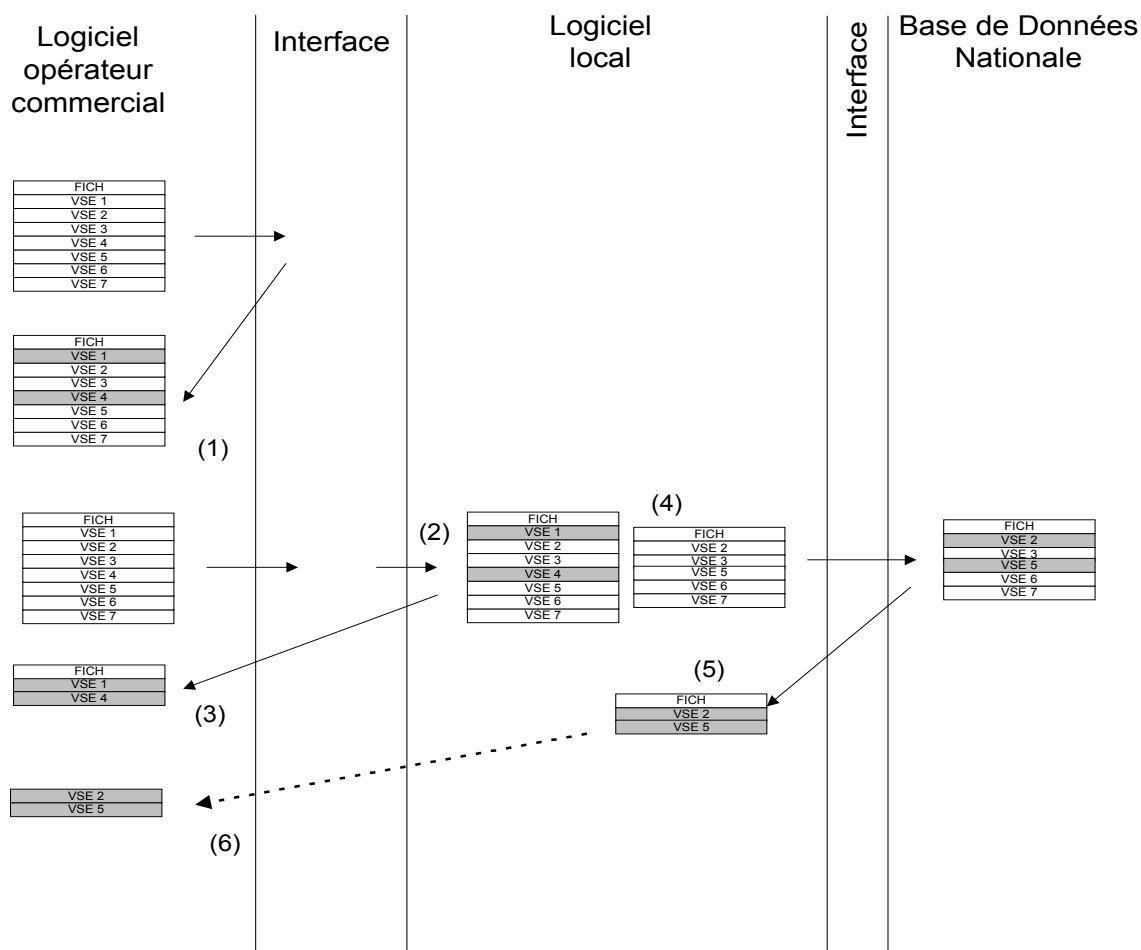 Logiciel
opérateur
commercial
Interface
Logiciel
local
Interface
Base de Données
Nationale
FICH
VSE 1
VSE 2
VSE 3
VSE 4
VSE 5
VSE 6
VSE 7
FICH
VSE 1
VSE 2
VSE 3
VSE 4
VSE 5
VSE 6
VSE 7
(1)
FICH
VSE 1
VSE 2
VSE 3
VSE 4
VSE 5
VSE 6
VSE 7
(2)
FICH
VSE 1
VSE 2
VSE 3
VSE 4
VSE 5
VSE 6
VSE 7
(4)
FICH
VSE 2
VSE 3
VSE 5
VSE 6
VSE 7
FICH
VSE 2
VSE 3
VSE 5
VSE 6
VSE 7
FICH
VSE 1
VSE 4
(3)
(5)
FICH
VSE 2
VSE 5
VSE 2
VSE 5
(6)